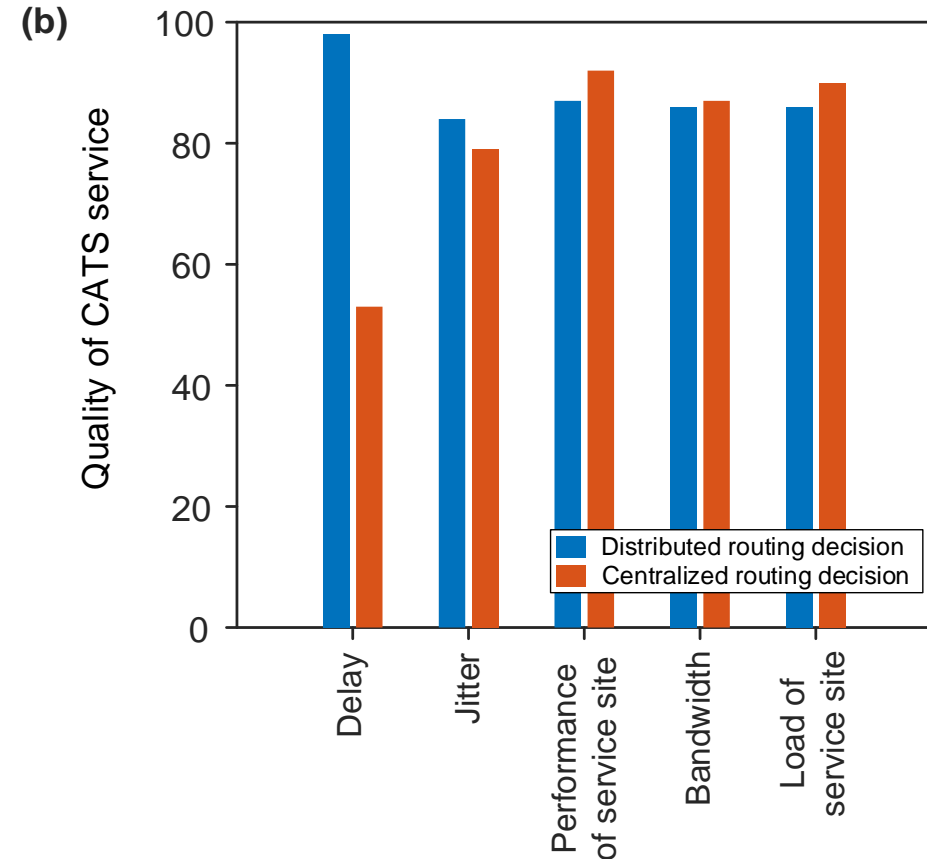 (b)
Quality of CATS service
100
80
60
40
20
0
Distributed routing decision
Centralized routing decision
Delay
Jitter
Performance
of service site
Bandwidth
Load of
service site